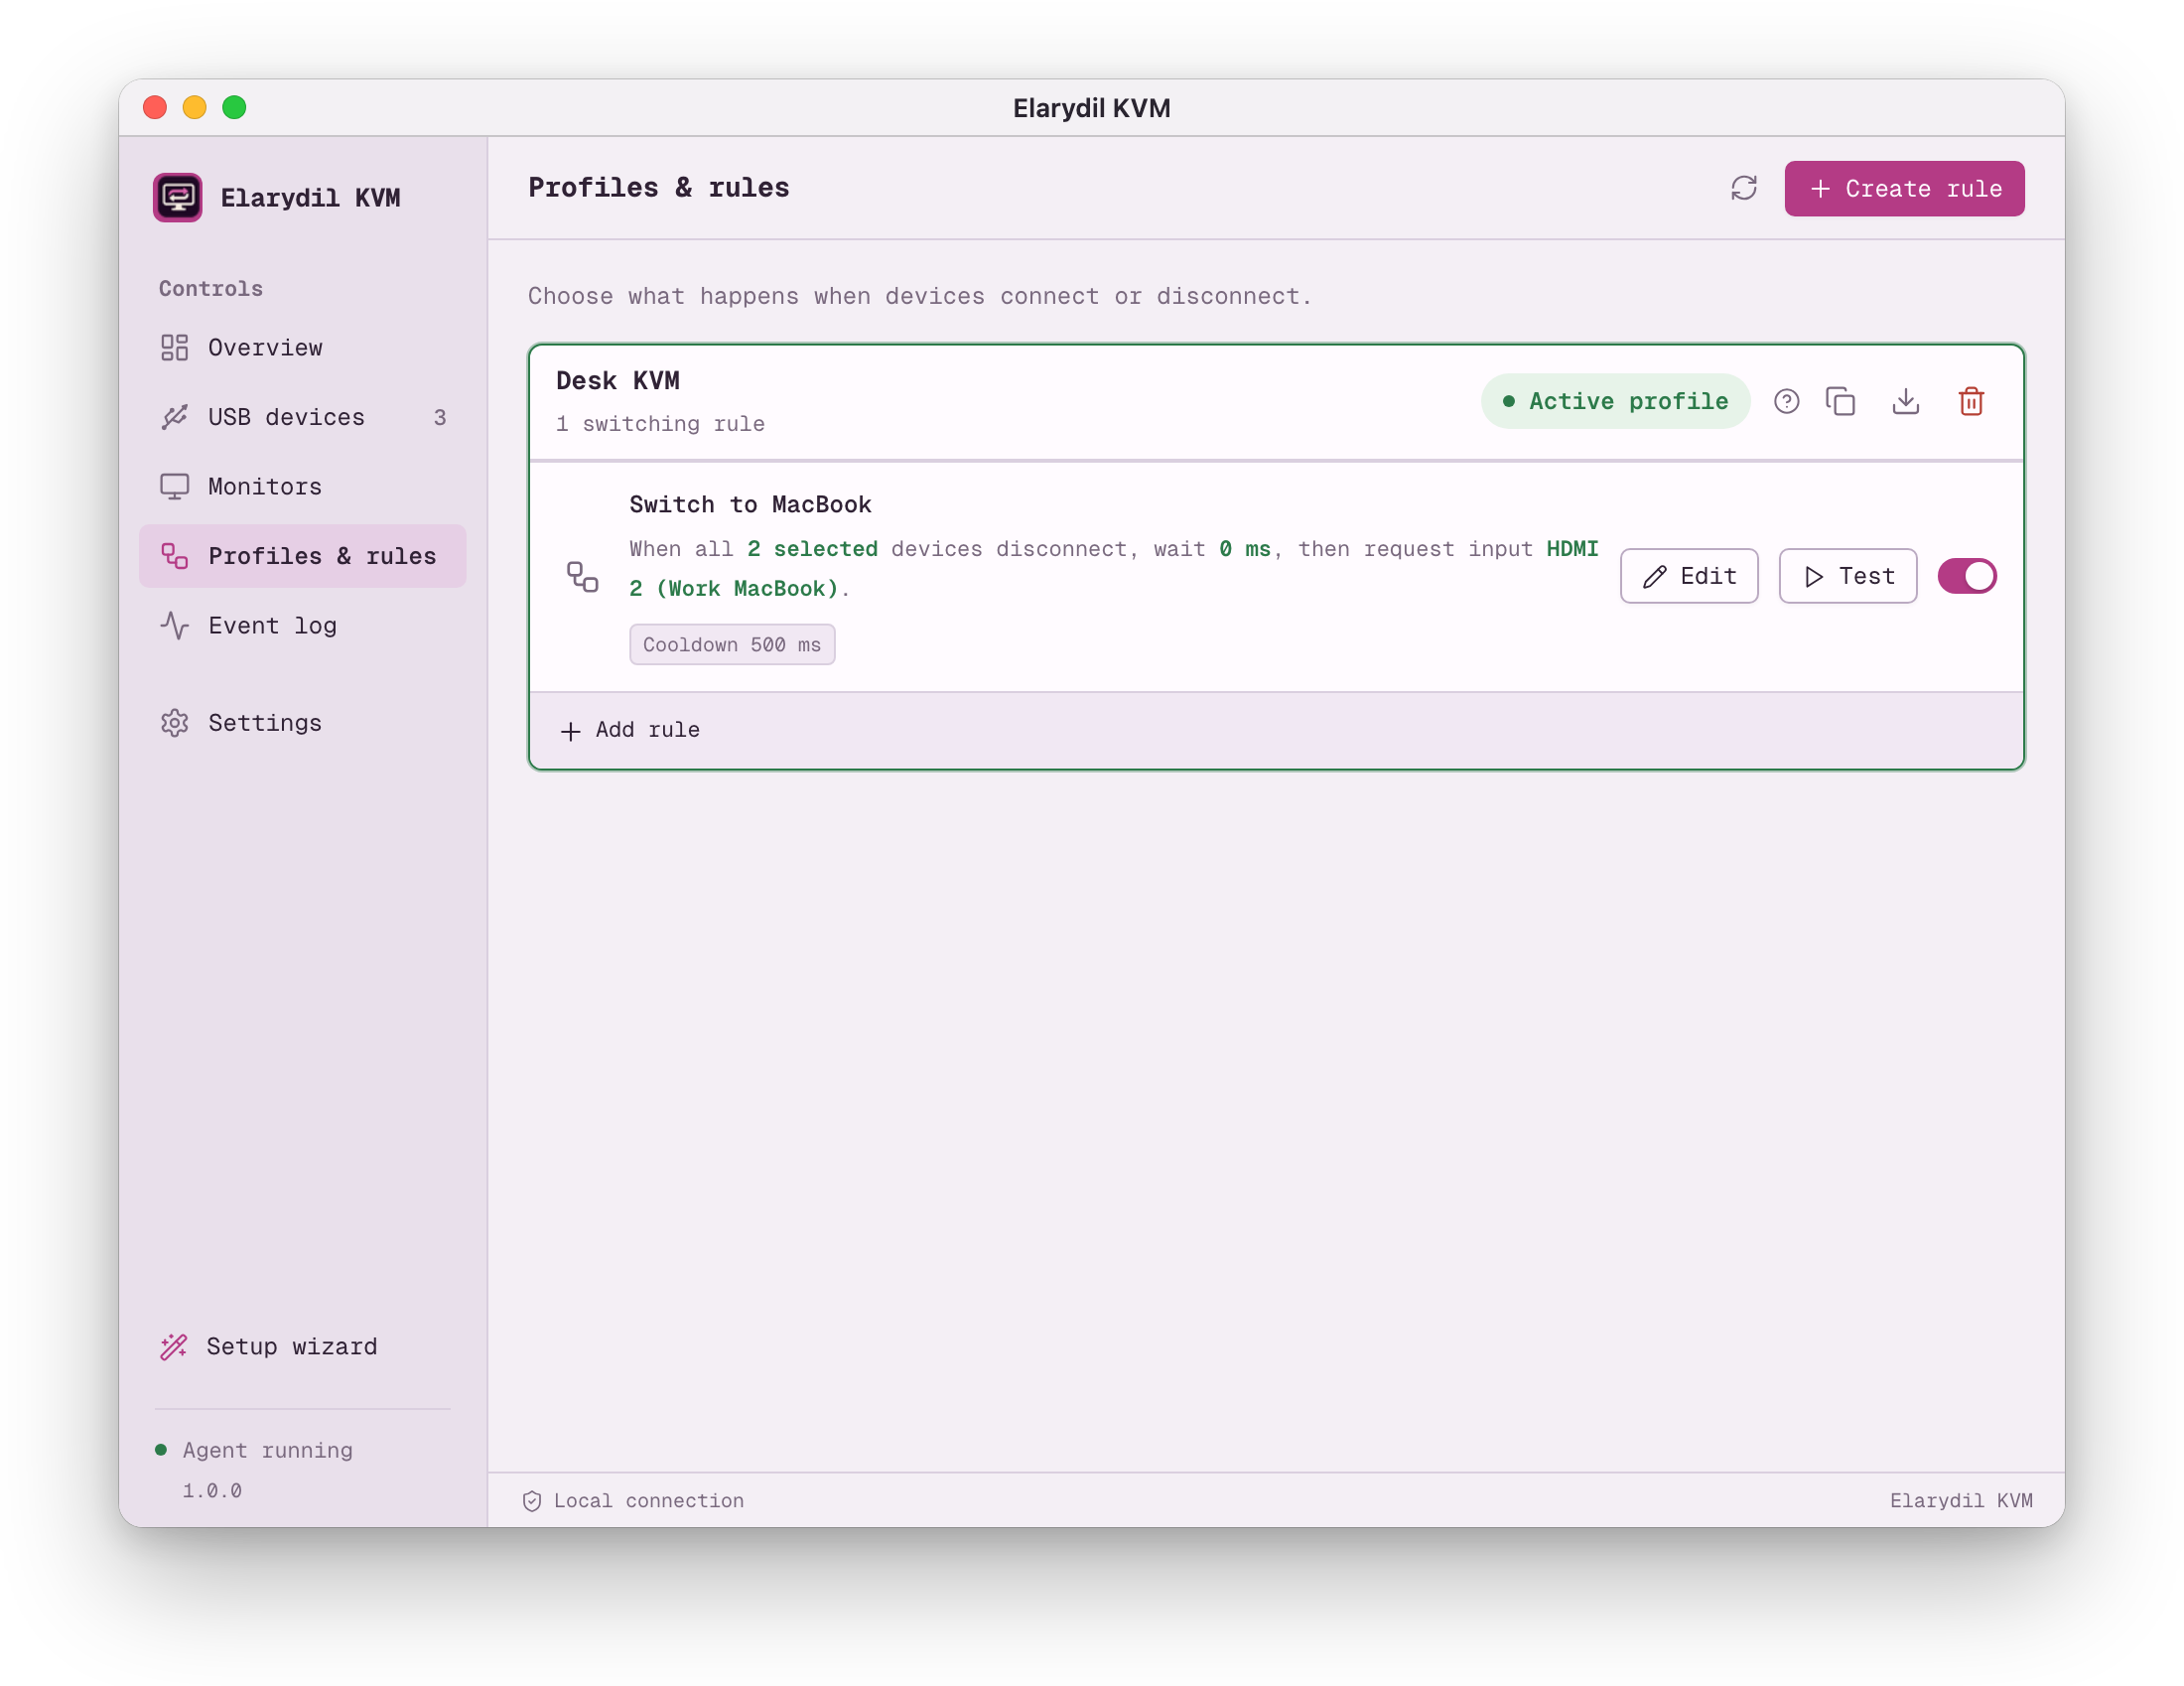 Elarydil KVM
Elarydil KVM
Controls
Overview
USB devices 3
Monitors
Profiles & rules
Event log
Settings
Setup wizard
Agent running
1.0.0
Profiles & rules
Create rule
Choose what happens when devices connect or disconnect.
Desk KVM
1 switching rule
Active profile
Switch to MacBook
When all 2 selected devices disconnect, wait 0 ms, then request input HDMI
2 (Work MacBook).
Cooldown 500 ms
Edit
Test
Add rule
Local connection
Elarydil KVM